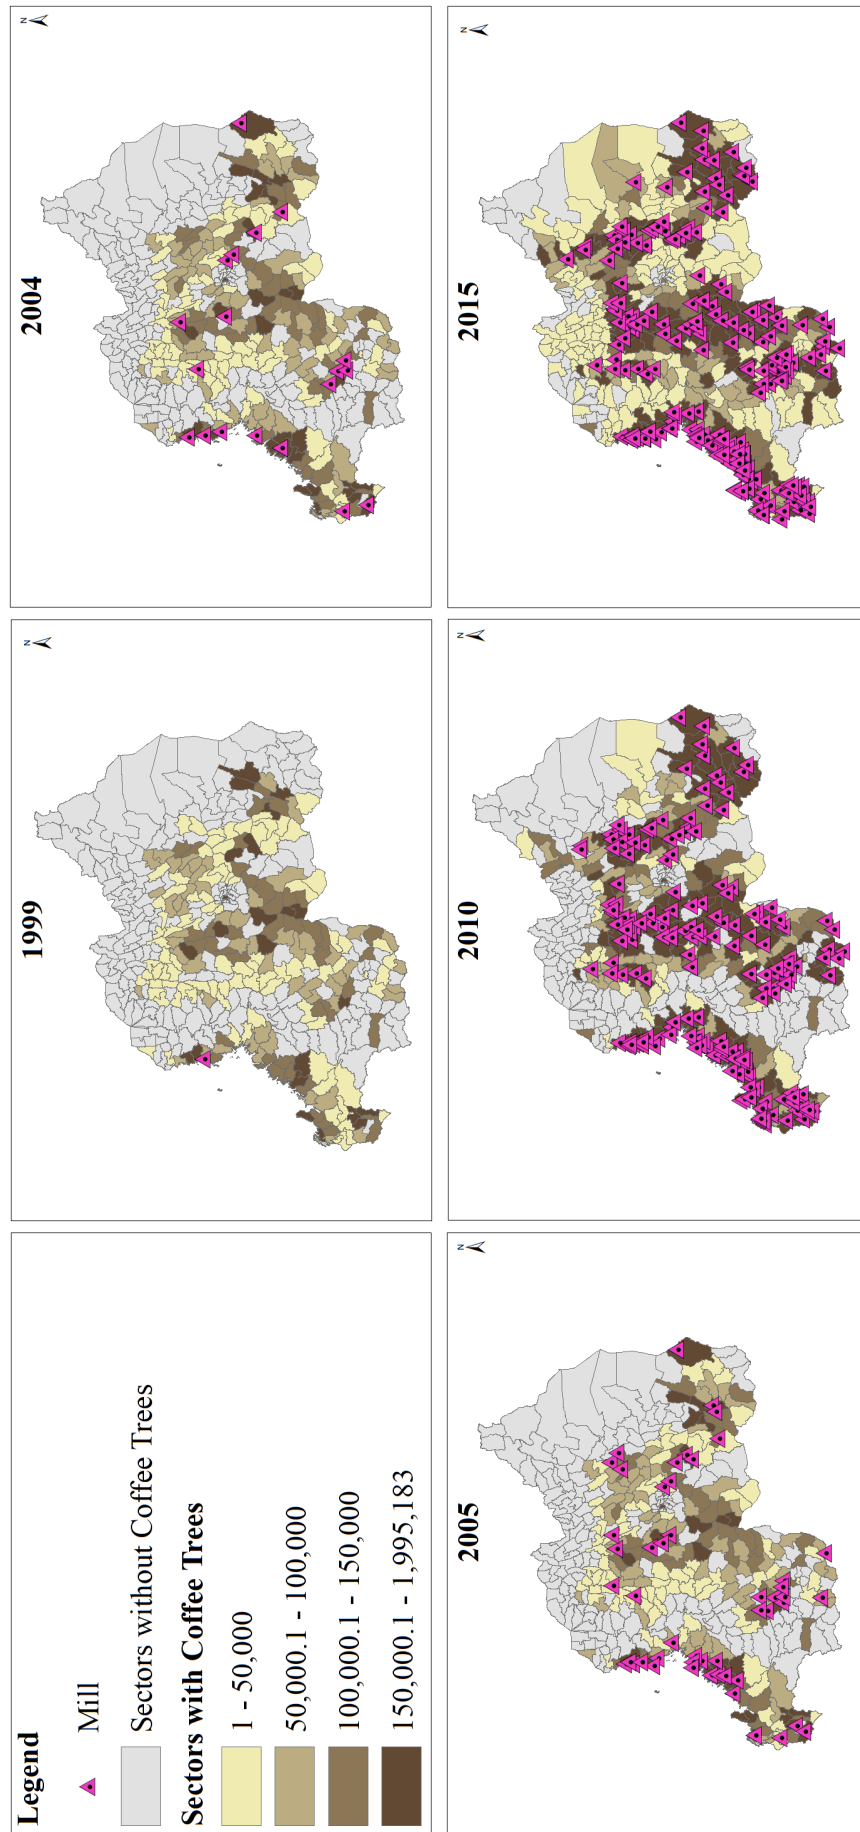 Legend
Mill
Sectors without Coffee Trees
Sectors with Coffee Trees
1 - 50,000
50,000.1 - 100,000
100,000.1 - 150,000
150,000.1 - 1,995,183
1999
N
2004
N
2005
N
2010
N
2015
N